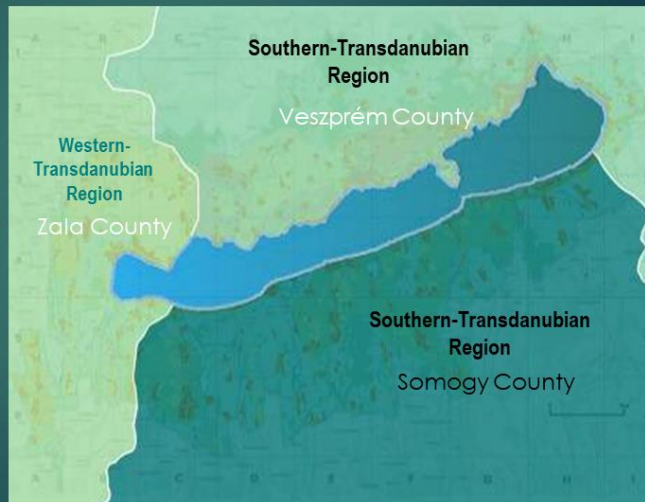 Southern-Transdanubian
Region
Veszprém County
Western-
Transdanubian
Region
Zala County
Southern-Transdanubian
Region
Somogy County